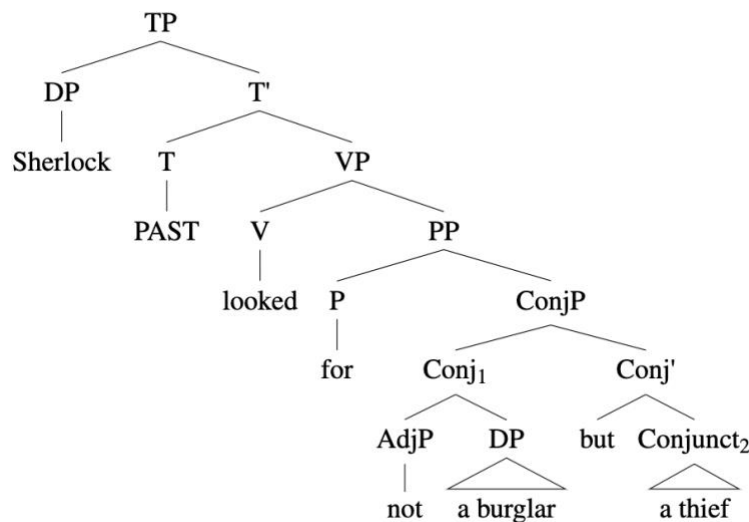 TP
DP T'
Sherlock T VP
PAST V PP
looked P ConjP
for Conj₁ Conj'
AdjP DP but Conjunct₂
not a burglar a thief